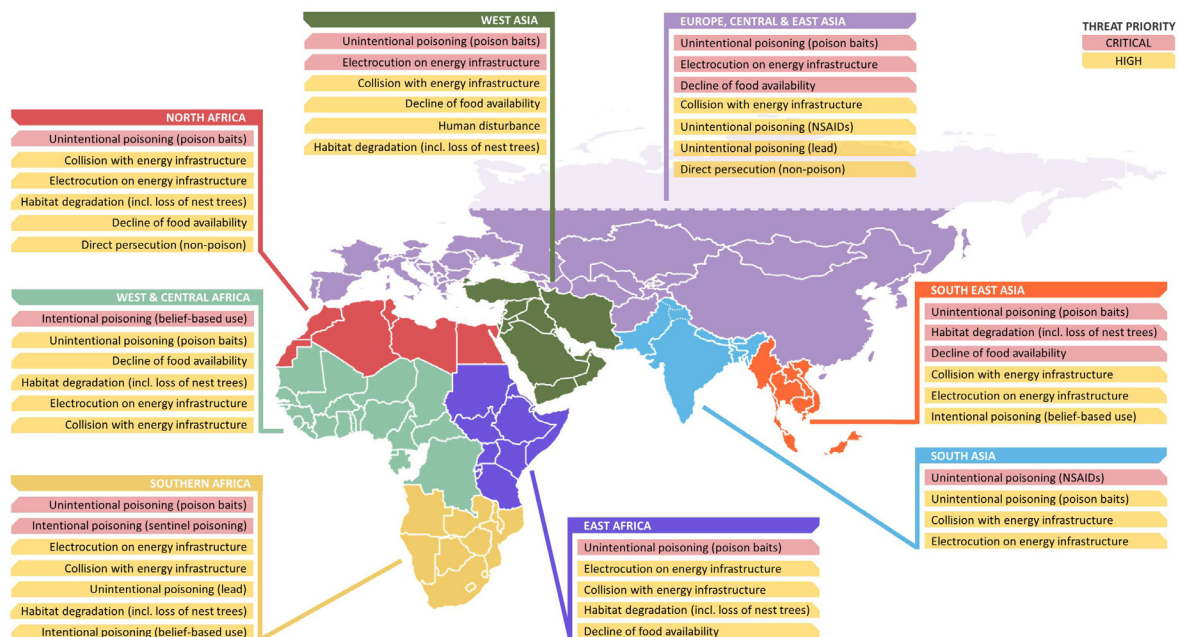 WEST ASIA
Unintentional poisoning (poison baits)
Electrocution on energy infrastructure
Collision with energy infrastructure
Decline of food availability
Human disturbance
Habitat degradation (incl. loss of nest trees)
EUROPE, CENTRAL & EAST ASIA
Unintentional poisoning (poison baits)
Electrocution on energy infrastructure
Decline of food availability
Collision with energy infrastructure
Unintentional poisoning (NSAIDs)
Unintentional poisoning (lead)
Direct persecution (non-poison)
THREAT PRIORITY
CRITICAL
HIGH
NORTH AFRICA
Unintentional poisoning (poison baits)
Collision with energy infrastructure
Electrocution on energy infrastructure
Habitat degradation (incl. loss of nest trees)
Decline of food availability
Direct persecution (non-poison)
WEST & CENTRAL AFRICA
Intentional poisoning (belief-based use)
Unintentional poisoning (poison baits)
Decline of food availability
Habitat degradation (incl. loss of nest trees)
Electrocution on energy infrastructure
Collision with energy infrastructure
SOUTH EAST ASIA
Unintentional poisoning (poison baits)
Habitat degradation (incl. loss of nest trees)
Decline of food availability
Collision with energy infrastructure
Electrocution on energy infrastructure
Intentional poisoning (belief-based use)
SOUTH ASIA
Unintentional poisoning (NSAIDs)
Unintentional poisoning (poison baits)
Collision with energy infrastructure
Electrocution on energy infrastructure
SOUTHERN AFRICA
Unintentional poisoning (poison baits)
Intentional poisoning (sentinel poisoning)
Electrocution on energy infrastructure
Collision with energy infrastructure
Unintentional poisoning (lead)
Habitat degradation (incl. loss of nest trees)
Intentional poisoning (belief-based use)
EAST AFRICA
Unintentional poisoning (poison baits)
Electrocution on energy infrastructure
Collision with energy infrastructure
Habitat degradation (incl. loss of nest trees)
Decline of food availability